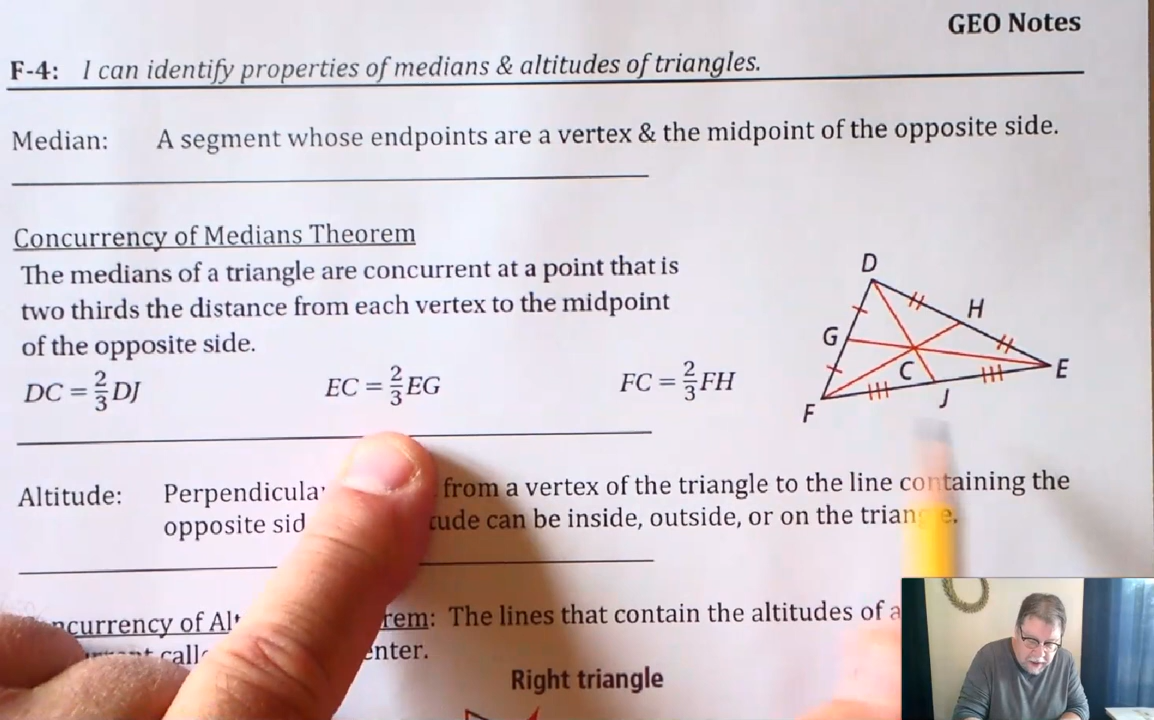 GEO Notes
F-4: I can identify properties of medians & altitudes of triangles.
Median: A segment whose endpoints are a vertex & the midpoint of the opposite side.
Concurrency of Medians Theorem
The medians of a triangle are concurrent at a point that is
two thirds the distance from each vertex to the midpoint
of the opposite side.
DC = 2/3 DJ EC = 2/3 EG FC = 2/3 FH
D
H
G
C
E
J
F
Altitude: Perpendicular from a vertex of the triangle to the line containing the
opposite sid tude can be inside, outside, or on the triangle.
ncurrency of Alt rem: The lines that contain the altitudes of a
call enter.
Right triangle